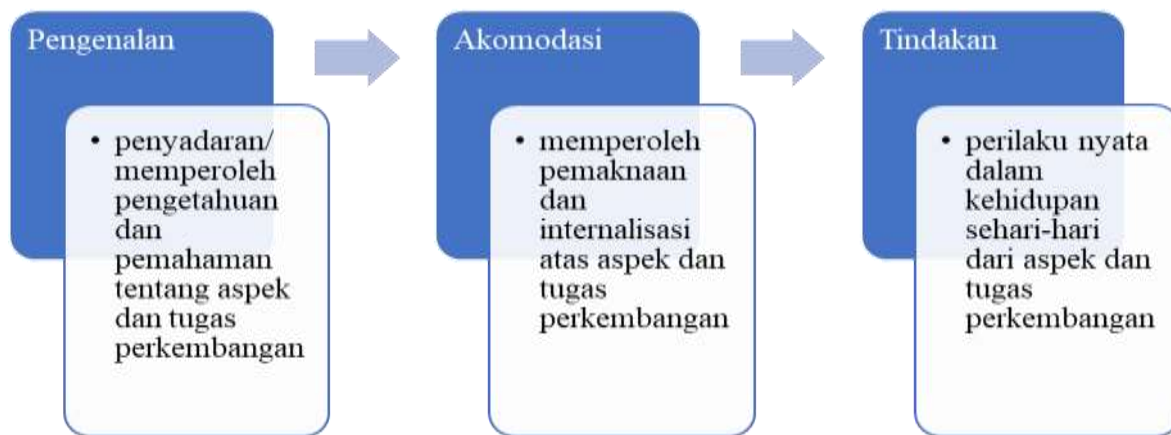 Pengenalan
• penyadaran/
memperoleh
pengetahuan
dan
pemahaman
tentang aspek
dan tugas
perkembangan
Akomodasi
• memperoleh
pemaknaan
dan
internalisasi
atas aspek dan
tugas
perkembangan
Tindakan
• perilaku nyata
dalam
kehidupan
sehari-hari
dari aspek dan
tugas
perkembangan